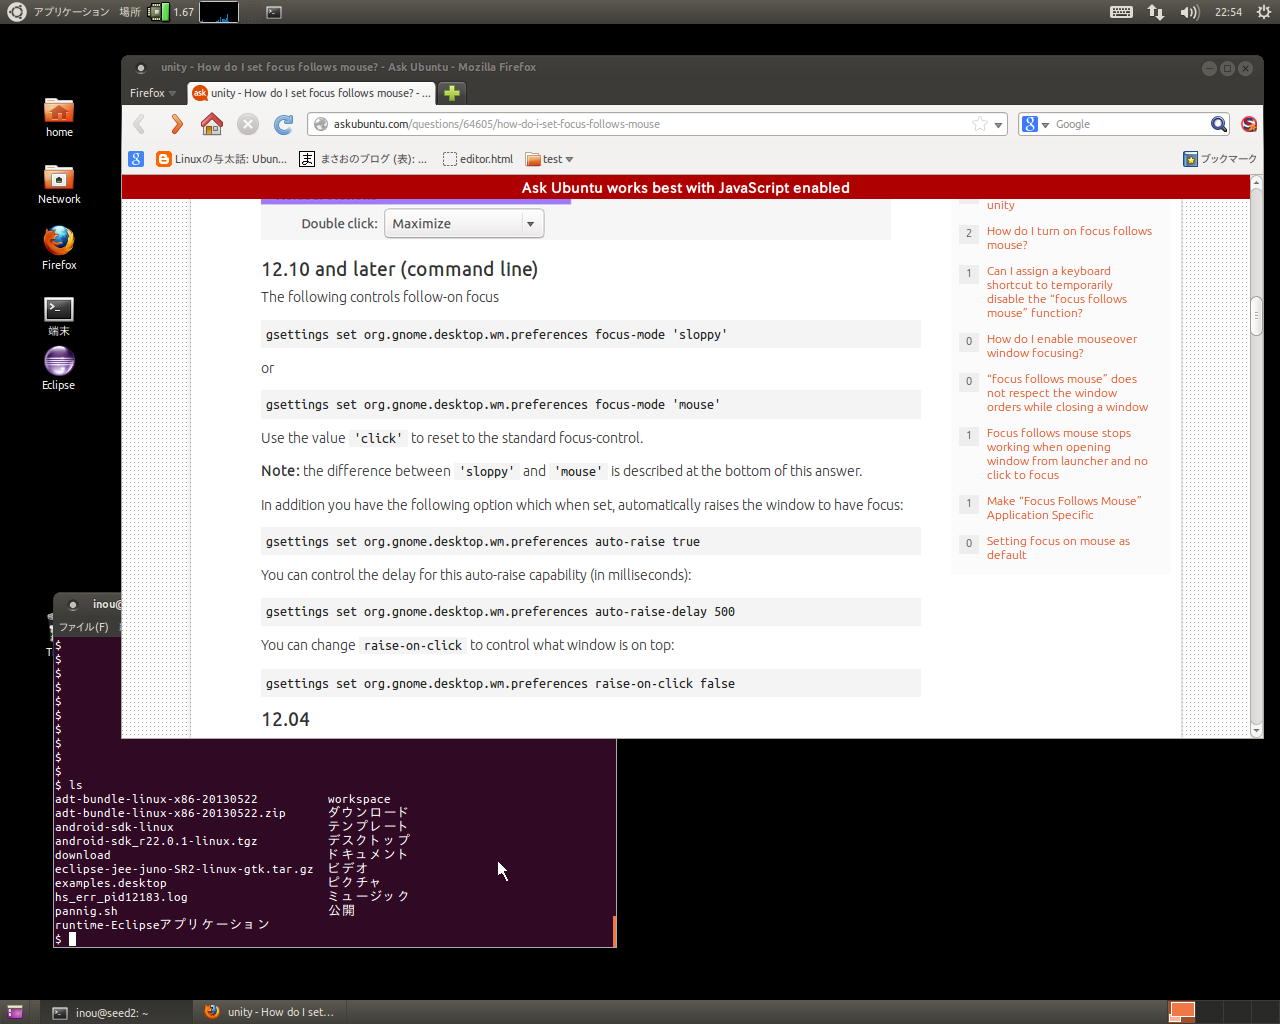 アプリケーション 場所 1.67 22:54
unity - How do I set focus follows mouse? - Ask Ubuntu - Mozilla Firefox
Firefox unity - How do I set focus follows mouse? - ...
askubuntu.com/questions/64605/how-do-i-set-focus-follows-mouse Google
Linuxの与太話: Ubun... まさおのブログ (表): ... editor.html test ブックマーク
Ask Ubuntu works best with JavaScript enabled
home
Network
Firefox
端末
Eclipse
Double click: Maximize
12.10 and later (command line)
The following controls follow-on focus
gsettings set org.gnome.desktop.wm.preferences focus-mode 'sloppy'
or
gsettings set org.gnome.desktop.wm.preferences focus-mode 'mouse'
Use the value 'click' to reset to the standard focus-control.
Note: the difference between 'sloppy' and 'mouse' is described at the bottom of this answer.
In addition you have the following option which when set, automatically raises the window to have focus:
gsettings set org.gnome.desktop.wm.preferences auto-raise true
You can control the delay for this auto-raise capability (in milliseconds):
gsettings set org.gnome.desktop.wm.preferences auto-raise-delay 500
You can change raise-on-click to control what window is on top:
gsettings set org.gnome.desktop.wm.preferences raise-on-click false
12.04
unity
2 How do I turn on focus follows
mouse?
1 Can I assign a keyboard
shortcut to temporarily
disable the “focus follows
mouse” function?
0 How do I enable mouseover
window focusing?
0 “focus follows mouse” does
not respect the window
orders while closing a window
1 Focus follows mouse stops
working when opening
window from launcher and no
click to focus
1 Make “Focus Follows Mouse”
Application Specific
0 Setting focus on mouse as
default
inou@
ファイル(F)
$
$
$
$
$
$
$
$
$
$
$ ls
adt-bundle-linux-x86-20130522 workspace
adt-bundle-linux-x86-20130522.zip ダウンロード
android-sdk-linux テンプレート
android-sdk_r22.0.1-linux.tgz デスクトップ
download ドキュメント
eclipse-jee-juno-SR2-linux-gtk.tar.gz ビデオ
examples.desktop ピクチャ
hs_err_pid12183.log ミュージック
pannig.sh 公開
runtime-Eclipseアプリケーション
$
inou@seed2: ~ unity - How do I set...